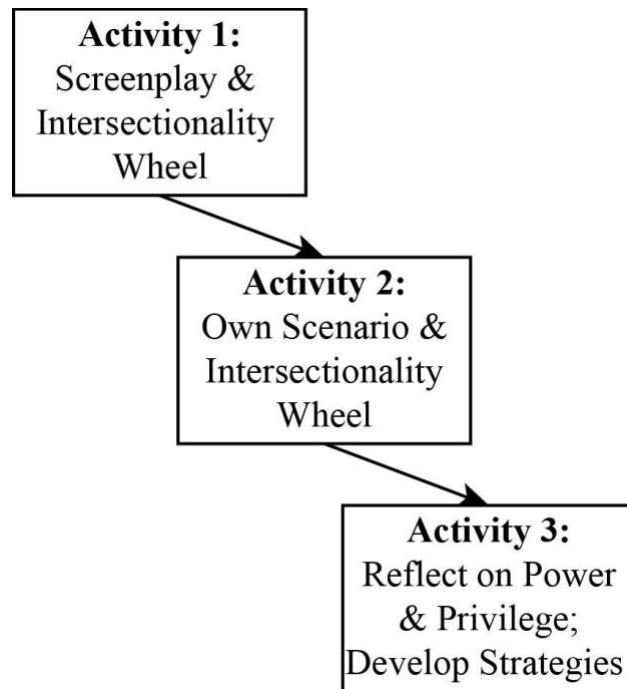 Activity 1:
Screenplay &
Intersectionality
Wheel
Activity 2:
Own Scenario &
Intersectionality
Wheel
Activity 3:
Reflect on Power
& Privilege;
Develop Strategies